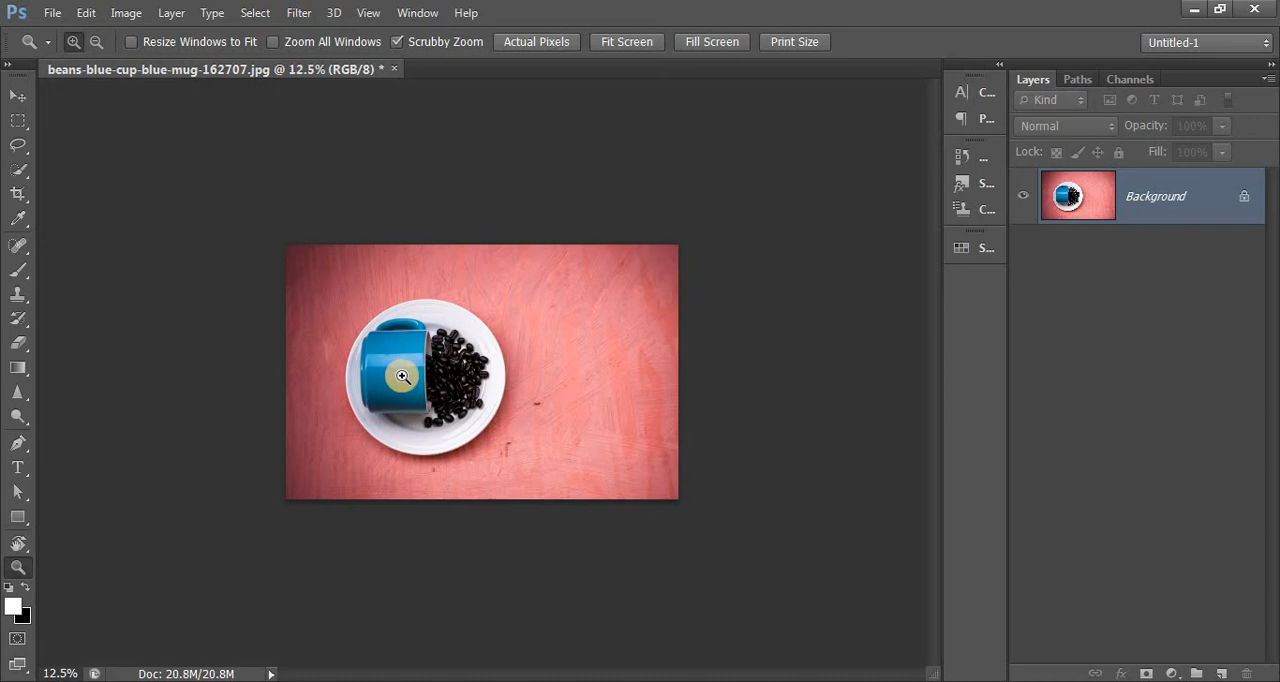 Ps File Edit Image Layer Type Select Filter 3D View Window Help
Resize Windows to Fit Zoom All Windows Scrubby Zoom Actual Pixels Fit Screen Fill Screen Print Size Untitled-1
beans-blue-cup-blue-mug-162707.jpg @ 12.5% (RGB/8) * ×
Layers Paths Channels
A| C...
Kind
¶ P...
Normal Opacity: 100%
Lock: Fill: 100%
...
S...
C...
Background
S...
T
12.5% Doc: 20.8M/20.8M